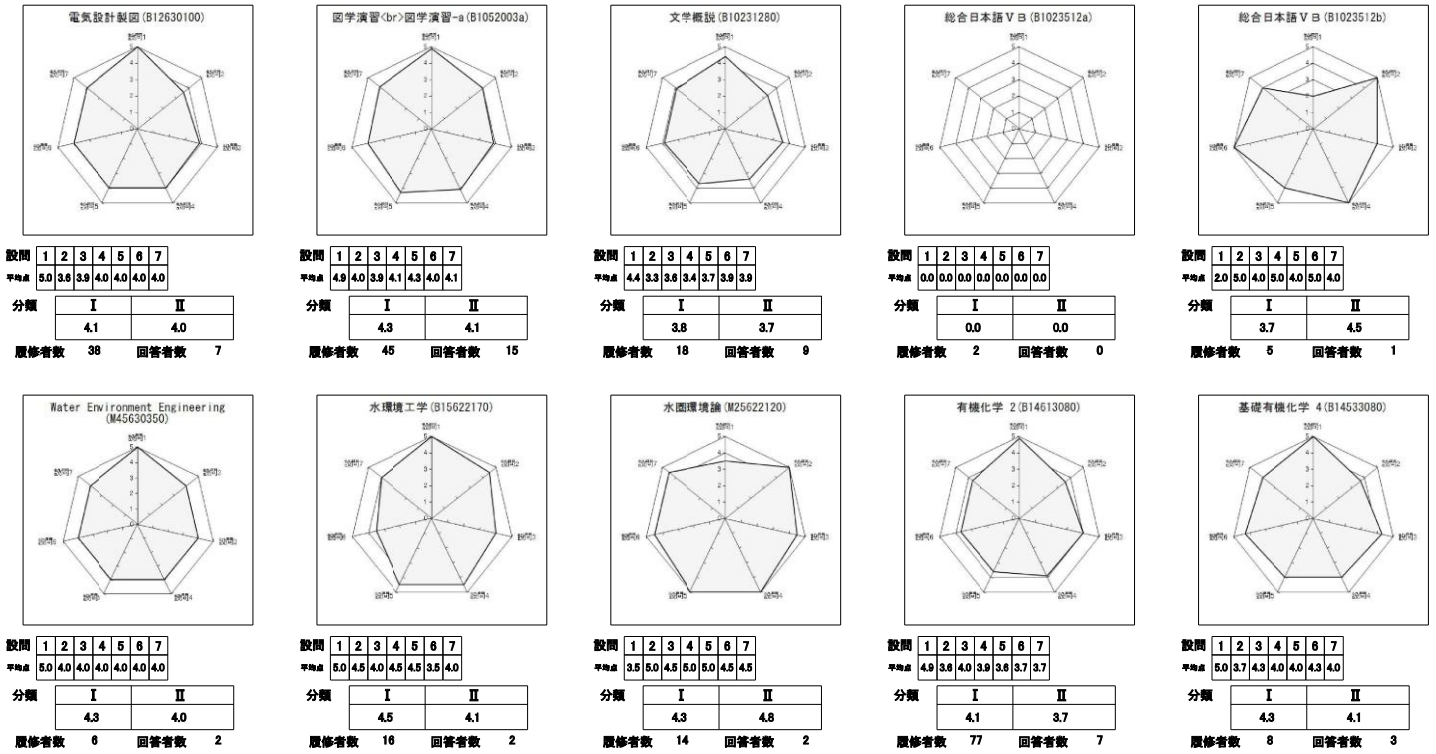 電気設計製図(B12630100)
設問 1 2 3 4 5 6 7
平均点 5.0 3.6 3.9 4.0 4.0 4.0 4.0
分類 Ⅰ Ⅱ
4.1 4.0
履修者数 38 回答者数 7
図学演習<br>図学演習-a(B1052003a)
設問 1 2 3 4 5 6 7
平均点 4.9 4.0 3.9 4.1 4.3 4.0 4.1
分類 Ⅰ Ⅱ
4.3 4.1
履修者数 45 回答者数 15
文学概説(B10231280)
設問 1 2 3 4 5 6 7
平均点 4.4 3.3 3.6 3.4 3.7 3.9 3.9
分類 Ⅰ Ⅱ
3.8 3.7
履修者数 18 回答者数 9
総合日本語Ⅴ B(B1023512a)
設問 1 2 3 4 5 6 7
平均点 0.0 0.0 0.0 0.0 0.0 0.0 0.0
分類 Ⅰ Ⅱ
0.0 0.0
履修者数 2 回答者数 0
総合日本語Ⅴ B(B1023512b)
設問 1 2 3 4 5 6 7
平均点 2.0 5.0 4.0 5.0 4.0 5.0 4.0
分類 Ⅰ Ⅱ
3.7 4.5
履修者数 5 回答者数 1
Water Environment Engineering
(M45630350)
設問 1 2 3 4 5 6 7
平均点 5.0 4.0 4.0 4.0 4.0 4.0 4.0
分類 Ⅰ Ⅱ
4.3 4.0
履修者数 6 回答者数 2
水環境工学(B15622170)
設問 1 2 3 4 5 6 7
平均点 5.0 4.5 4.0 4.5 4.5 3.5 4.0
分類 Ⅰ Ⅱ
4.5 4.1
履修者数 16 回答者数 2
水圏環境論(M25622120)
設問 1 2 3 4 5 6 7
平均点 3.5 5.0 4.5 5.0 5.0 4.5 4.5
分類 Ⅰ Ⅱ
4.3 4.8
履修者数 14 回答者数 2
有機化学 2(B14613080)
設問 1 2 3 4 5 6 7
平均点 4.9 3.6 4.0 3.9 3.6 3.7 3.7
分類 Ⅰ Ⅱ
4.1 3.7
履修者数 77 回答者数 7
基礎有機化学 4(B14533080)
設問 1 2 3 4 5 6 7
平均点 5.0 3.7 4.3 4.0 4.0 4.3 4.0
分類 Ⅰ Ⅱ
4.3 4.1
履修者数 8 回答者数 3